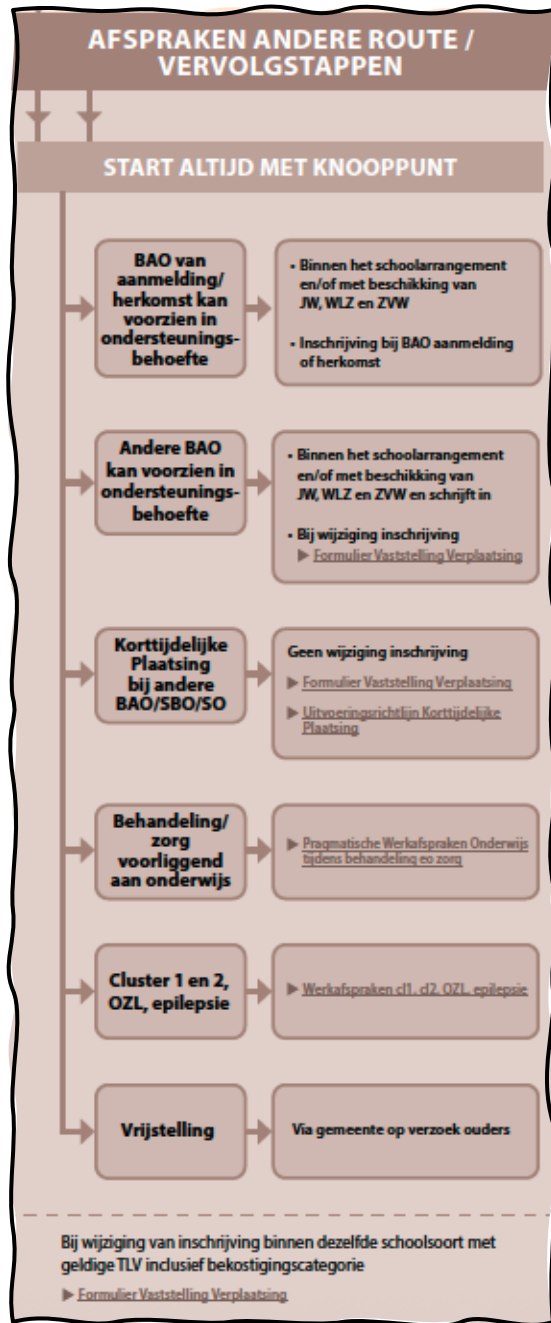 AFSPRAKEN ANDERE ROUTE /
VERVOLGSTAPPEN
START ALTIJD MET KNOOPPUNT
BAO van
aanmelding/
herkomst kan
voorzien in
ondersteunings-
behoefte
• Binnen het schoolarrangement
en/of met beschikking van
JW, WLZ en ZVW
• Inschrijving bij BAO aanmelding
of herkomst
Andere BAO
kan voorzien in
ondersteunings-
behoefte
• Binnen het schoolarrangement
en/of met beschikking van
JW, WLZ en ZVW en schrijft in
• Bij wijziging inschrijving
▶ Formulier Vaststelling Verplaatsing
Korttijdelijke
Plaatsing
bij andere
BAO/SBO/SO
Geen wijziging inschrijving
▶ Formulier Vaststelling Verplaatsing
▶ Uitvoeringsrichtlijn Korttijdelijke
Plaatsing
Behandeling/
zorg
voorliggend
aan onderwijs
▶ Pragmatische Werkafspraken Onderwijs
tijdens behandeling eo zorg
Cluster 1 en 2,
OZL, epilepsie
▶ Werkafspraken cl1, cl2, OZL, epilepsie
Vrijstelling
Via gemeente op verzoek ouders
Bij wijziging van inschrijving binnen dezelfde schoolsoort met
geldige TLV inclusief bekostigingscategorie
▶ Formulier Vaststelling Verplaatsing